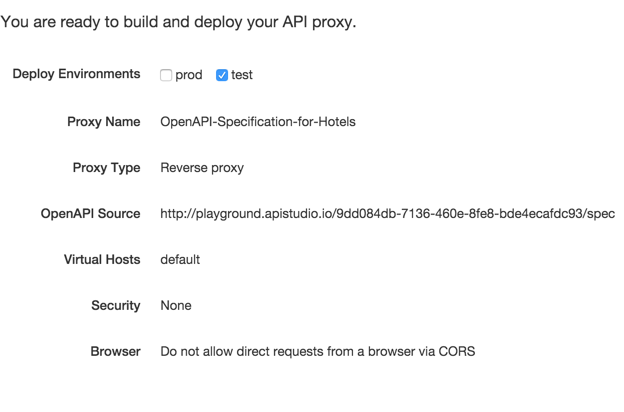 You are ready to build and deploy your API proxy.
Deploy Environments prod test
Proxy Name OpenAPI-Specification-for-Hotels
Proxy Type Reverse proxy
OpenAPI Source http://playground.apistudio.io/9dd084db-7136-460e-8fe8-bde4ecafdc93/spec
Virtual Hosts default
Security None
Browser Do not allow direct requests from a browser via CORS